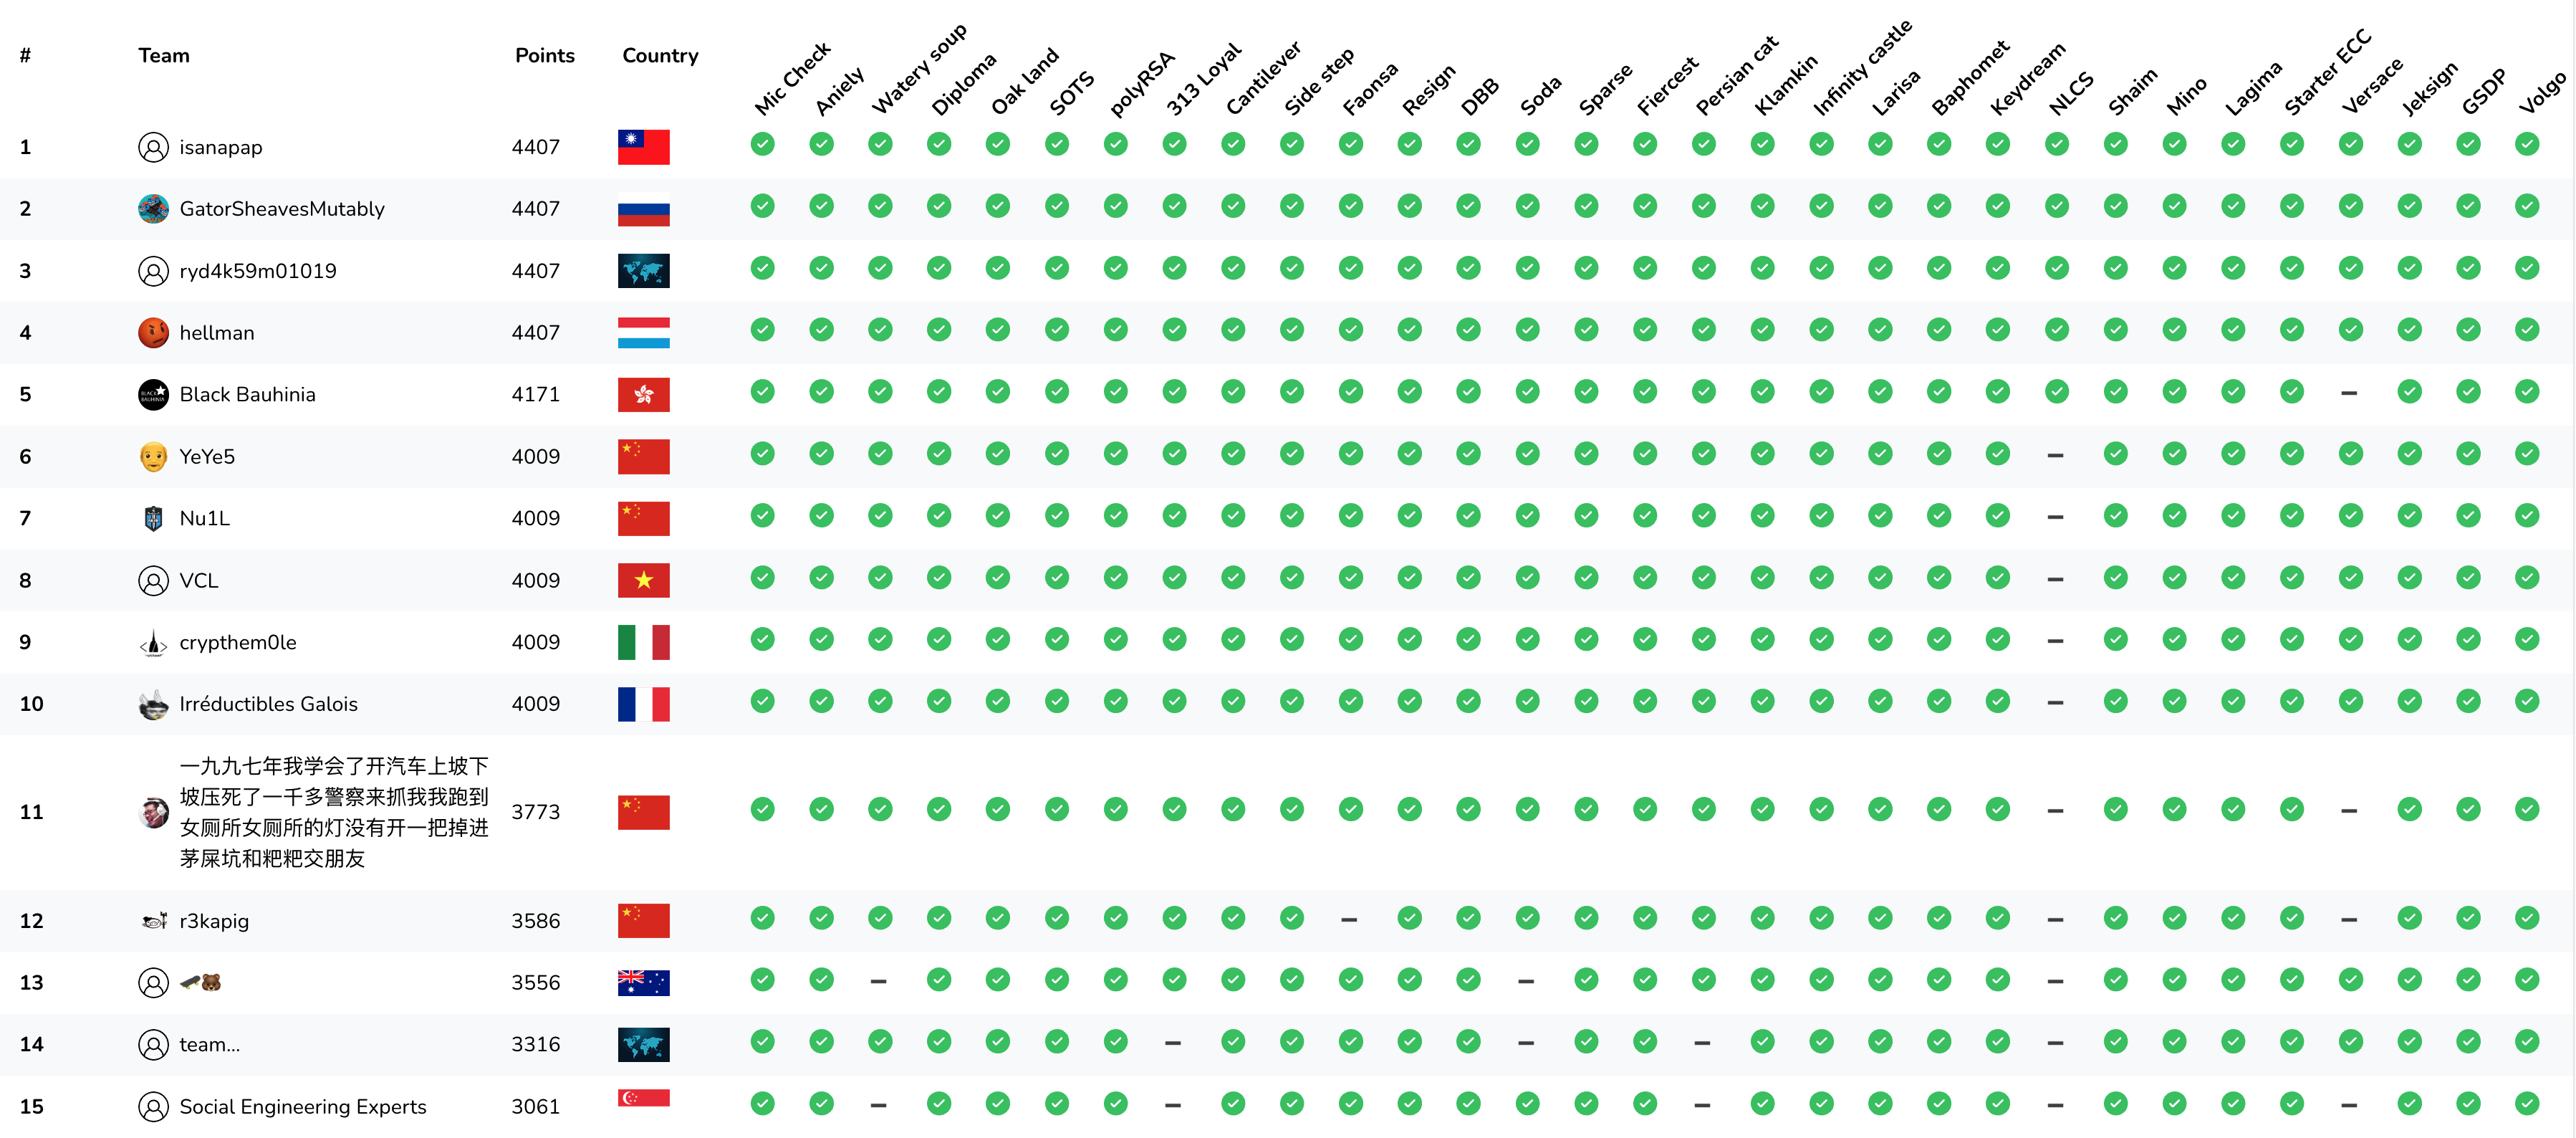 # Team Points Country Mic Check Aniely Watery soup Diploma Oak land SOTS polyRSA 313 Loyal Cantilever Side step Faonsa Resign DBB Soda Sparse Fiercest Persian cat Klamkin Infinity castle Larisa Baphomet Keydream NLCS Shaim Mino Lagima Starter ECC Versace Jeksign GSDP Volgo
1 isanapap 4407
2 GatorSheavesMutably 4407
3 ryd4k59m01019 4407
4 hellman 4407
5 BLACK BAUHINIA Black Bauhinia 4171
6 YeYe5 4009
7 Nu1L 4009
8 VCL 4009
9 crypthem0le 4009
10 Irréductibles Galois 4009
一九九七年我学会了开汽车上坡下
坡压死了一千多警察来抓我我跑到
11 3773
女厕所女厕所的灯没有开一把掉进
茅屎坑和粑粑交朋友
12 r3kapig 3586
13 🛹🐻 3556
14 team... 3316
15 Social Engineering Experts 3061